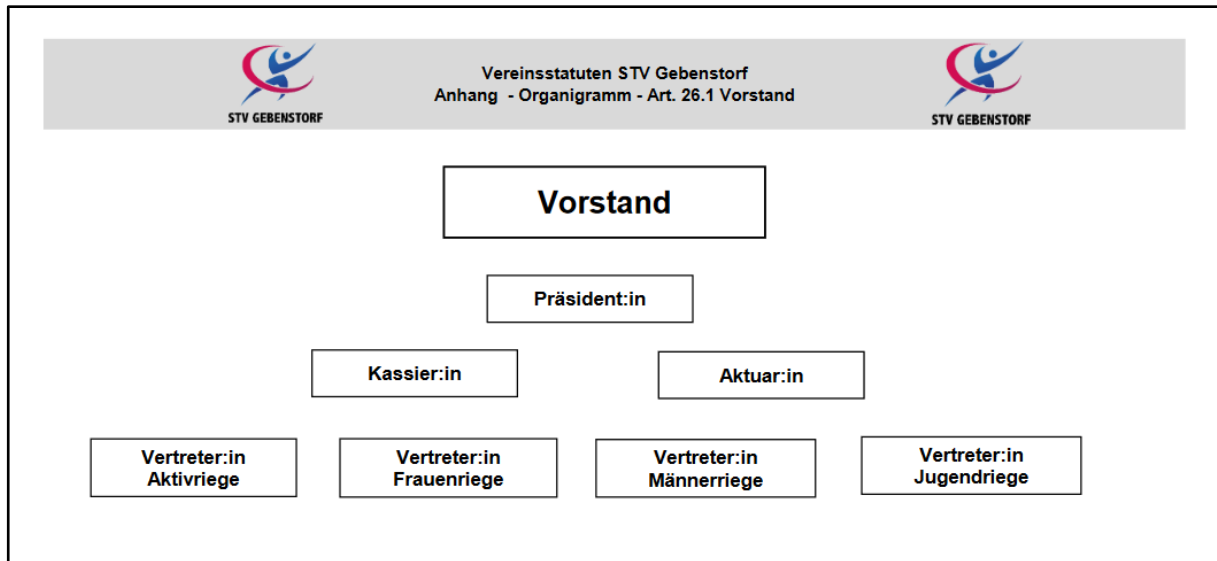 Vereinsstatuten STV Gebenstorf
Anhang - Organigramm - Art. 26.1 Vorstand
STV GEBENSTORF
STV GEBENSTORF
Vorstand
Präsident:in
Kassier:in
Aktuar:in
Vertreter:in
Aktivriege
Vertreter:in
Frauenriege
Vertreter:in
Männerriege
Vertreter:in
Jugendriege